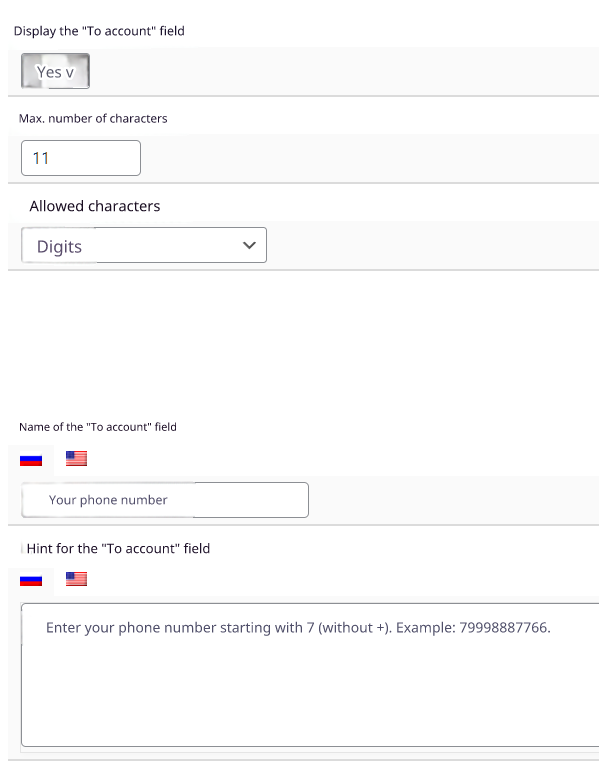 Display the "To account" field
Yes v
Max. number of characters
11
Allowed characters
Digits
Name of the "To account" field
Your phone number
Hint for the "To account" field
Enter your phone number starting with 7 (without +). Example: 79998887766.